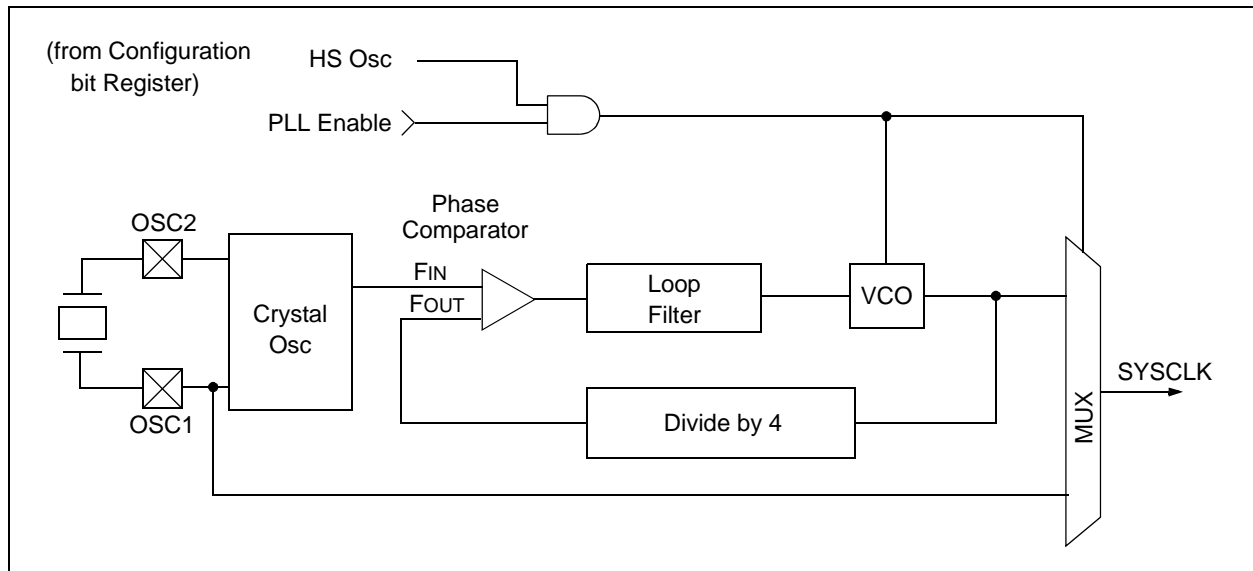 (from Configuration
bit Register)
HS Osc
PLL Enable
Phase
Comparator
OSC2
FIN
FOUT
Crystal
Osc
Loop
Filter
VCO
OSC1
Divide by 4
MUX
SYSCLK